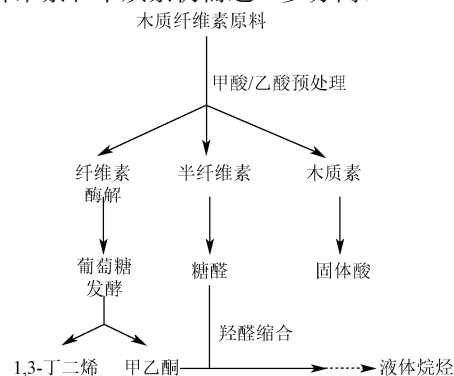 木质纤维素原料
甲酸/乙酸预处理
纤维素 半纤维素 木质素
酶解
葡萄糖 糖醛 固体酸
发酵
羟醛缩合
1,3-丁二烯 甲乙酮 液体烷烃